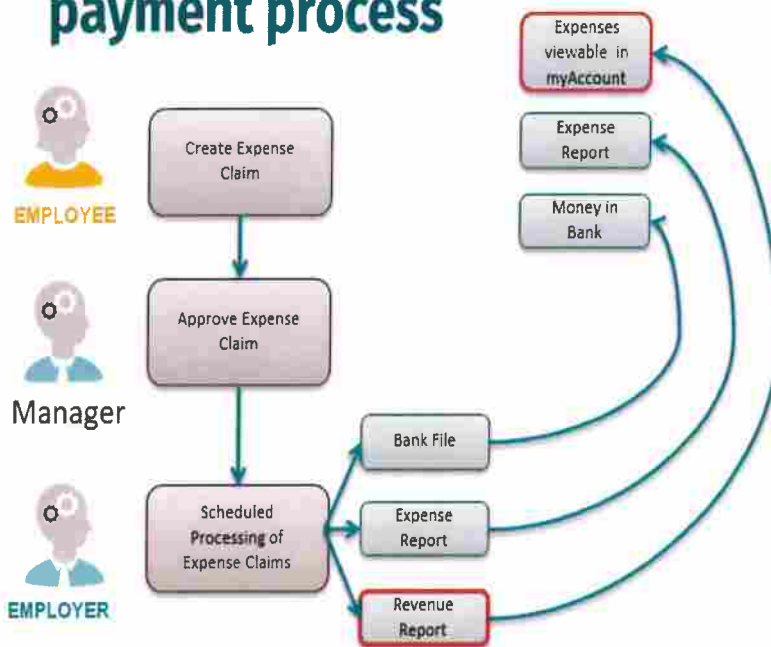 payment process
EMPLOYEE
Create Expense
Claim
Expenses
viewable in
myAccount
Expense
Report
Money in
Bank
Manager
Approve Expense
Claim
EMPLOYER
Scheduled
Processing of
Expense Claims
Bank File
Expense
Report
Revenue
Report